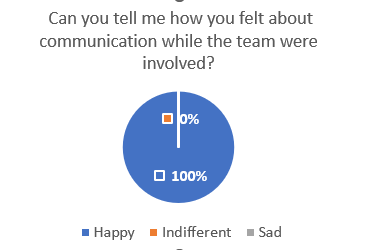 Can you tell me how you felt about
communication while the team were
involved?
0%
100%
Happy Indifferent Sad